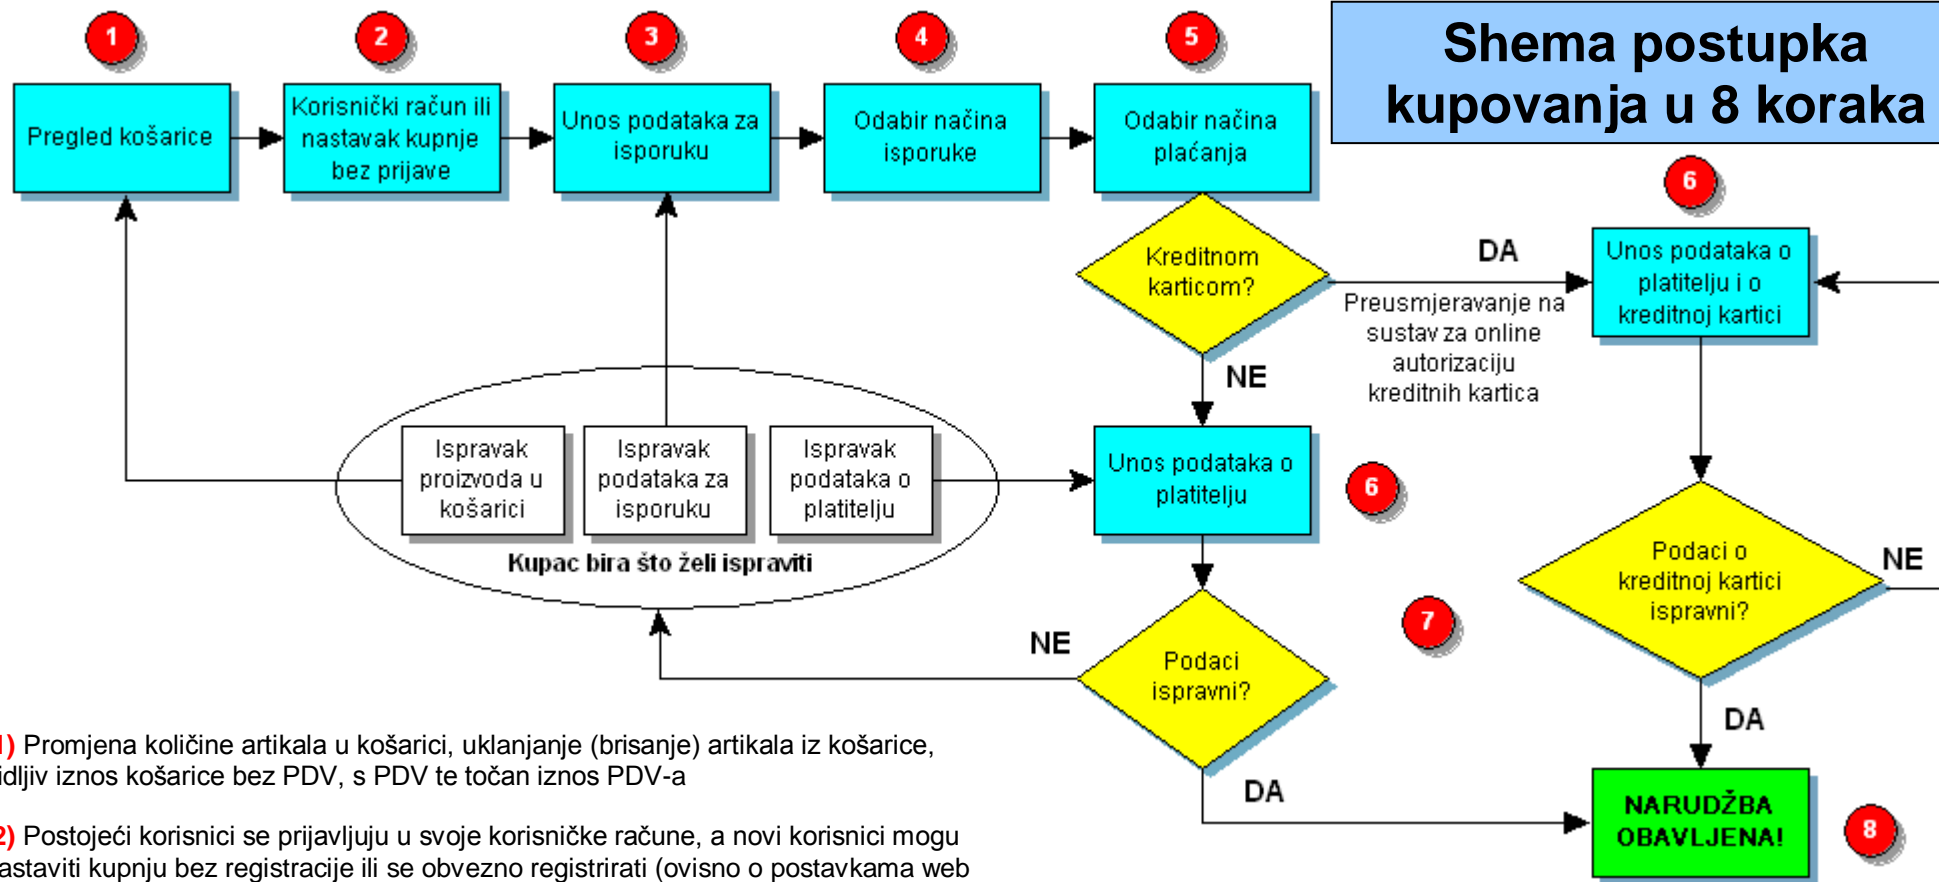 1
2
3
4
5
Shema postupka
kupovanja u 8 koraka
Pregled košarice
Korisnički račun ili
nastavak kupnje
bez prijave
Unos podataka za
isporuku
Odabir načina
isporuke
Odabir načina
plaćanja
6
Kreditnom
karticom?
DA
Preusmjeravanje na
sustav za online
autorizaciju
kreditnih kartica
Unos podataka o
platitelju i o
kreditnoj kartici
NE
Ispravak
proizvoda u
košarici
Ispravak
podataka za
isporuku
Ispravak
podataka o
platitelju
Kupac bira što želi ispraviti
Unos podataka o
platitelju
6
Podaci o
kreditnoj kartici
ispravni?
NE
7
NE
Podaci
ispravni?
DA
DA
NARUDŽBA
OBAVLJENA!
8
1) Promjena količine artikala u košarici, uklanjanje (brisanje) artikala iz košarice,
idljiv iznos košarice bez PDV, s PDV te točan iznos PDV-a
2) Postojeći korisnici se prijavljuju u svoje korisničke račune, a novi korisnici mogu
astaviti kupnju bez registracije ili se obvezno registrirati (ovisno o postavkama web